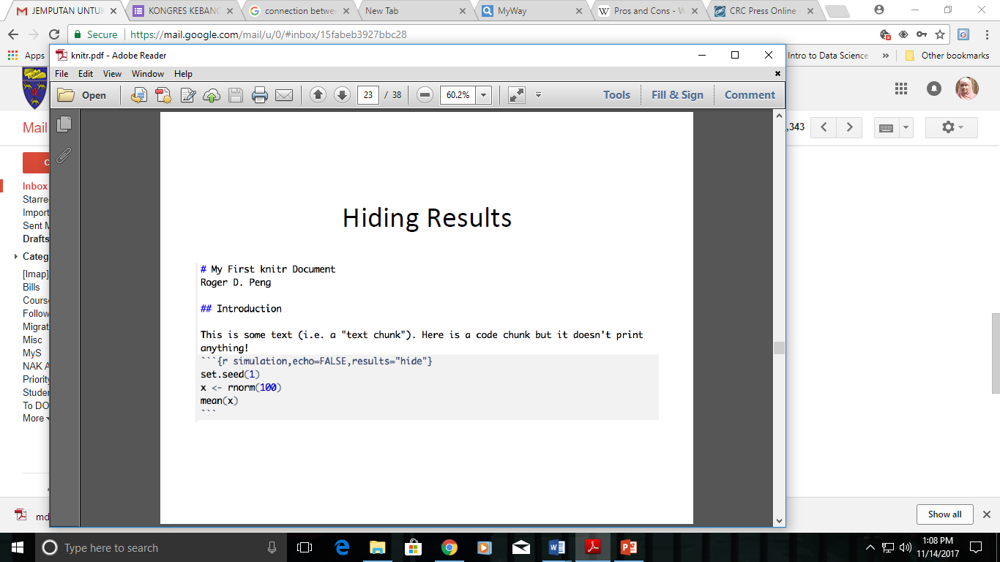 JEMPUTAN UNTUK
KONGRES KEBANG
connection betwee
New Tab
MyWay
Pros and Cons - W
CRC Press Online -
Secure
https://mail.google.com/mail/u/0/#inbox/15fabeb3927bbc28
Apps
Intro to Data Science
»
Other bookmarks
knitr.pdf - Adobe Reader
File Edit View Window Help
Open
23 / 38
60.2%
Tools
Fill & Sign
Comment
Mail
,343
C
Inbox
Starre
Import
Sent M
Drafts
Categ
[Imap]
Bills
Course
Follow
Migrat
Misc
MyS
NAK A
Priority
Studen
To DO
More
Hiding Results
# My First knitr Document
Roger D. Peng
## Introduction
This is some text (i.e. a "text chunk"). Here is a code chunk but it doesn't print
anything!
```{r simulation,echo=FALSE,results="hide"}
set.seed(1)
x <- rnorm(100)
mean(x)
```
md
Show all
Type here to search
1:08 PM
11/14/2017